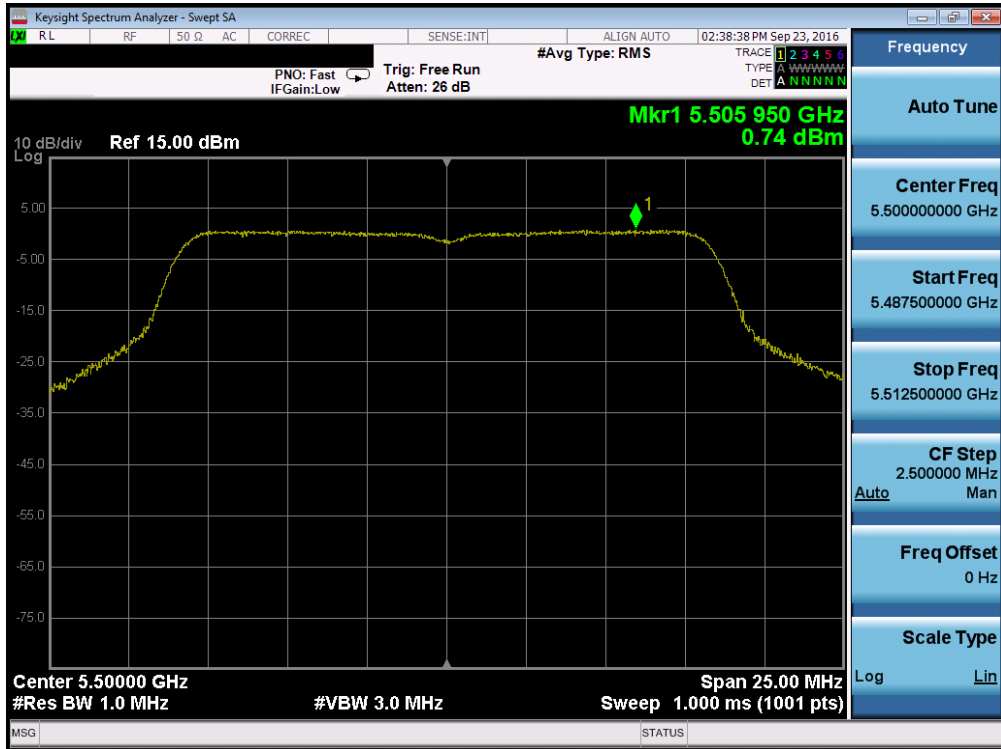 Keysight Spectrum Analyzer - Swept SA
LXI RL RF 50 Ω AC CORREC SENSE:INT ALIGN AUTO 02:38:38 PM Sep 23, 2016
PNO: Fast Trig: Free Run #Avg Type: RMS TRACE 1 2 3 4 5 6
IFGain:Low Atten: 26 dB TYPE A WWWWW
DET A N N N N N
Frequency
Mkr1 5.505 950 GHz
0.74 dBm
10 dB/div Ref 15.00 dBm
Log
1
5.00
-5.00
-15.0
-25.0
-35.0
-45.0
-55.0
-65.0
-75.0
Center 5.50000 GHz Span 25.00 MHz
#Res BW 1.0 MHz #VBW 3.0 MHz Sweep 1.000 ms (1001 pts)
Auto Tune
Center Freq
5.500000000 GHz
Start Freq
5.487500000 GHz
Stop Freq
5.512500000 GHz
CF Step
2.500000 MHz
Auto Man
Freq Offset
0 Hz
Scale Type
Log Lin
MSG STATUS